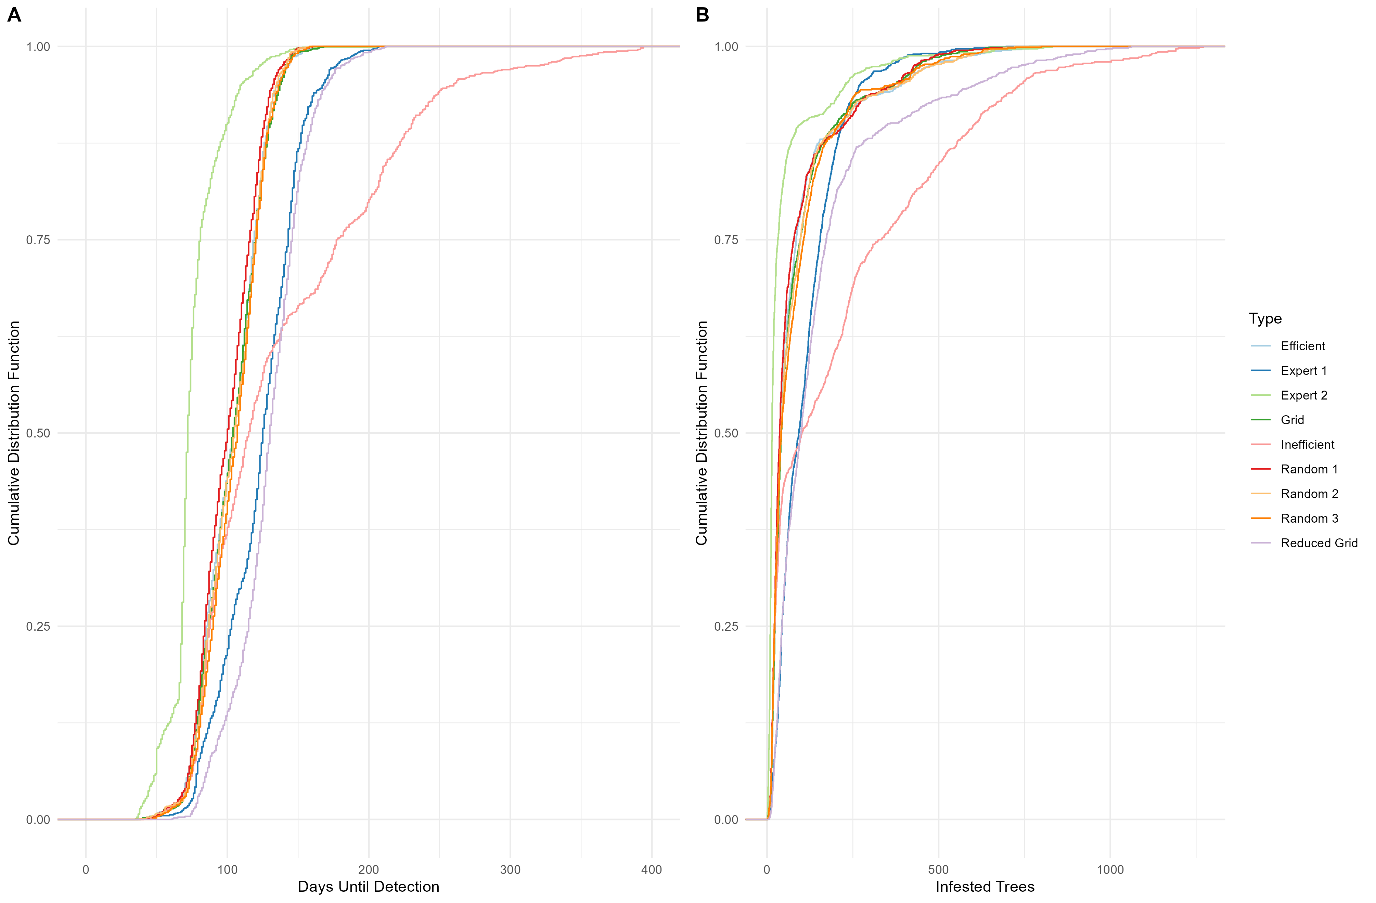 A
B
Cumulative Distribution Function
1.00
0.75
0.50
0.25
0.00
0
100
200
300
400
Days Until Detection
Cumulative Distribution Function
1.00
0.75
0.50
0.25
0.00
0
500
1000
Infested Trees
Type
Efficient
Expert 1
Expert 2
Grid
Inefficient
Random 1
Random 2
Random 3
Reduced Grid